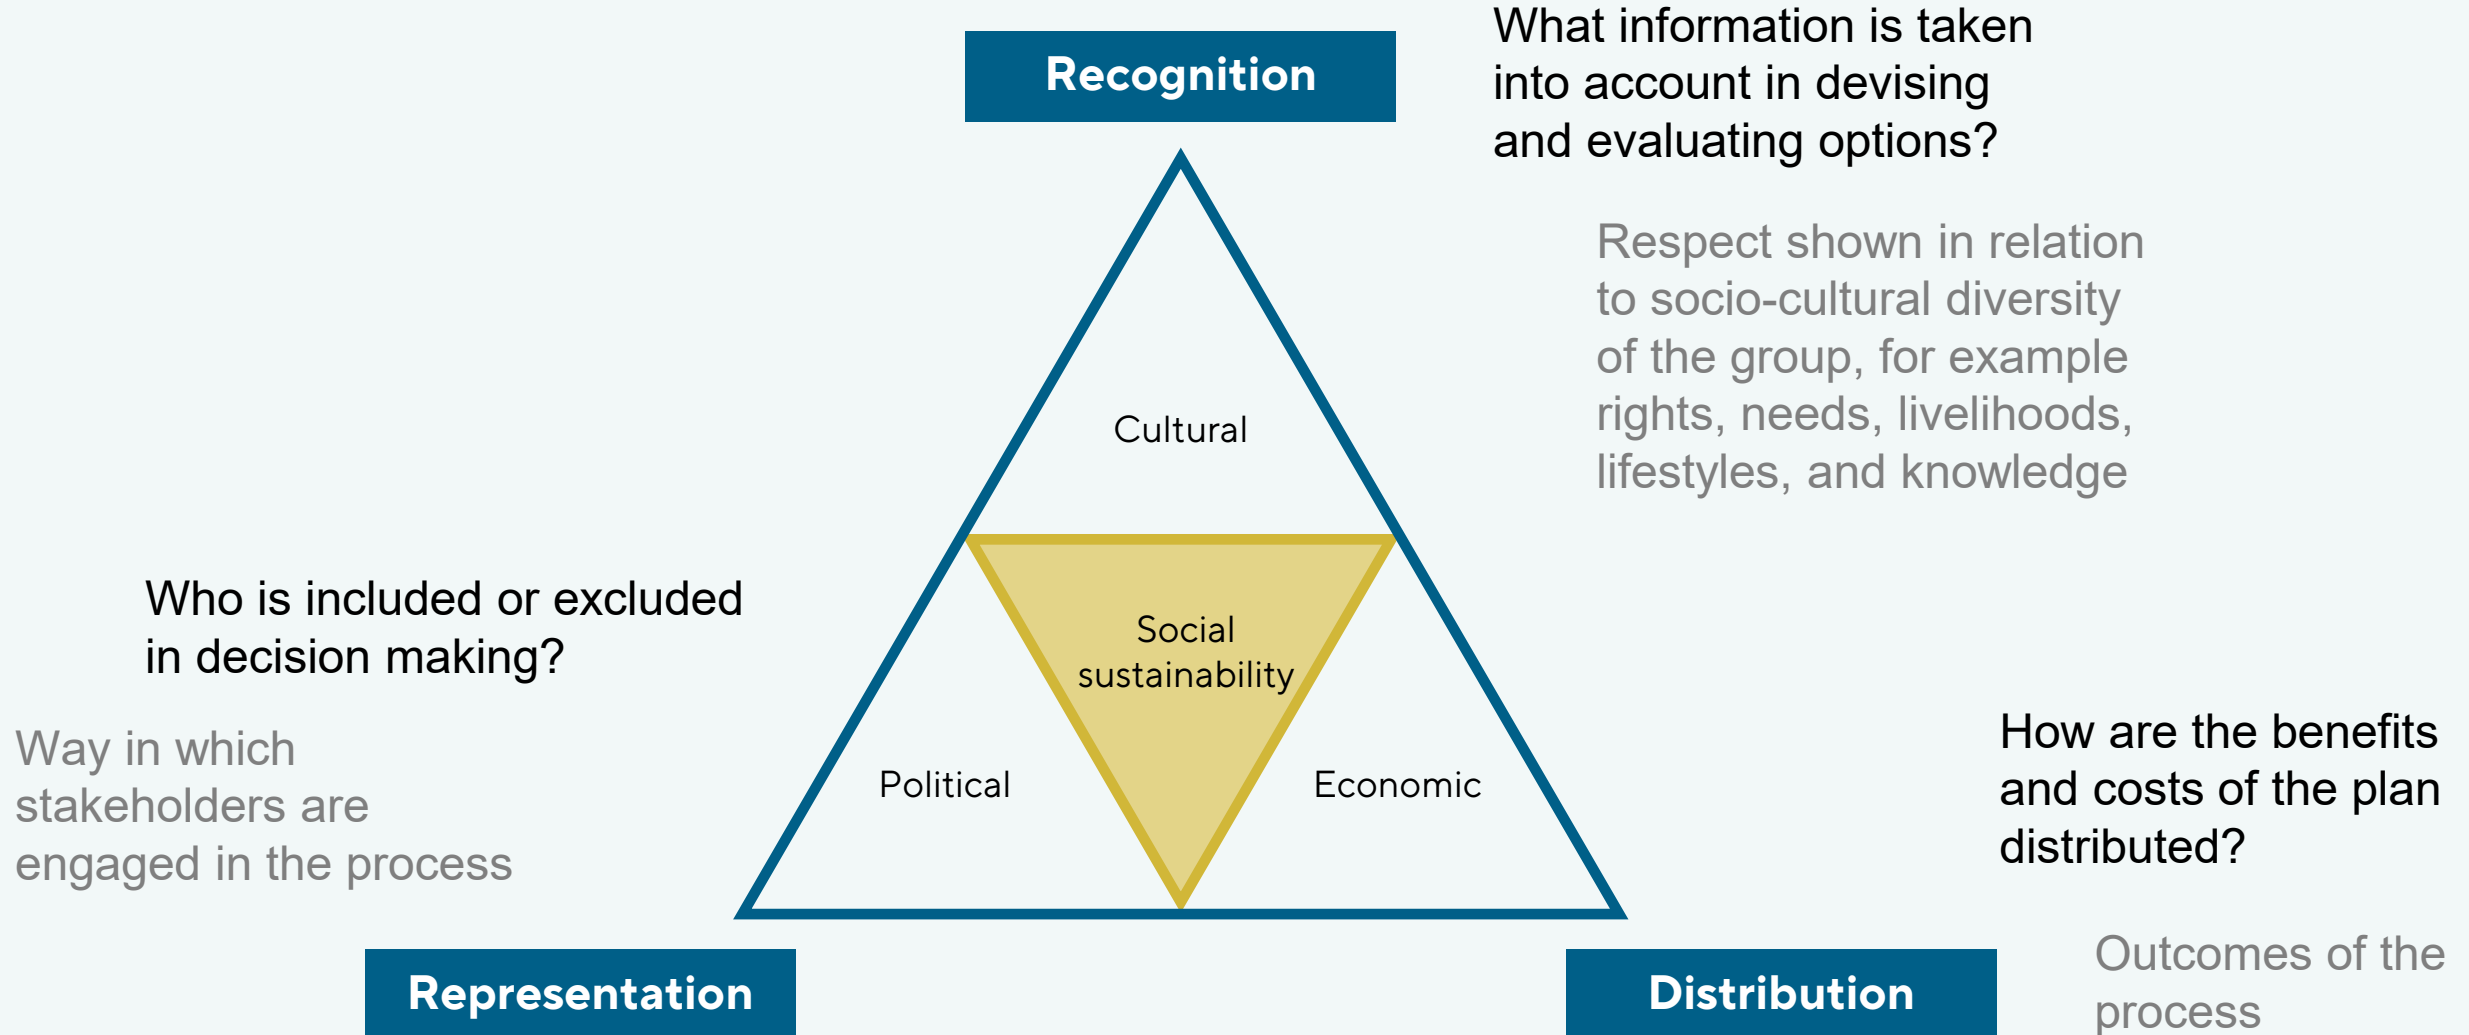 Recognition
What information is taken
into account in devising
and evaluating options?
Respect shown in relation
to socio-cultural diversity
of the group, for example
rights, needs, livelihoods,
lifestyles, and knowledge
Cultural
Who is included or excluded
in decision making?
Way in which
stakeholders are
engaged in the process
Social
sustainability
Political
Economic
How are the benefits
and costs of the plan
distributed?
Outcomes of the
process
Representation
Distribution